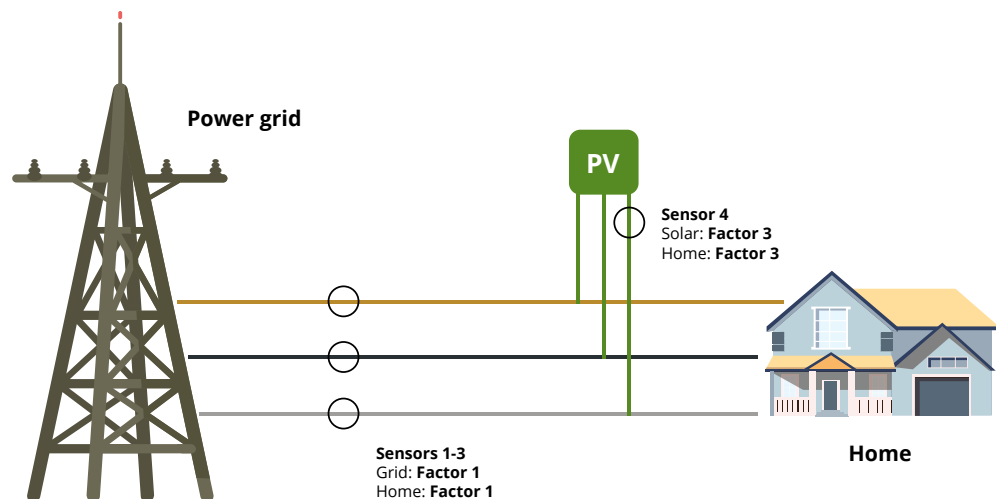 Power grid
PV
Sensor 4
Solar: Factor 3
Home: Factor 3
Home
Sensors 1-3
Grid: Factor 1
Home: Factor 1